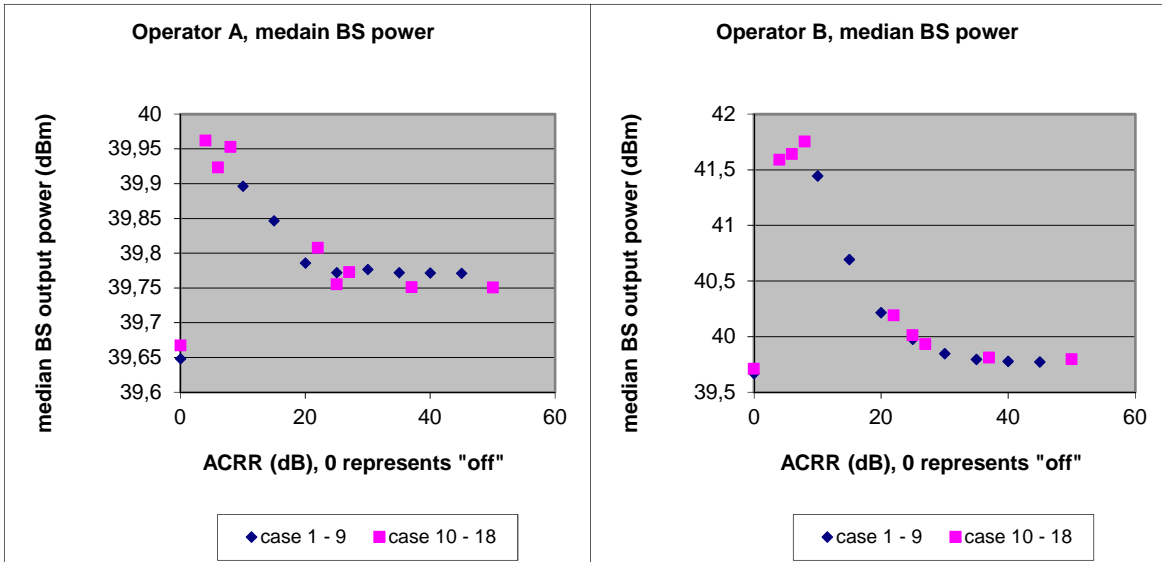 Operator A, medain BS power
median BS output power (dBm)
40
39,95
39,9
39,85
39,8
39,75
39,7
39,65
39,6
0
20
40
60
ACRR (dB), 0 represents "off"
case 1 - 9
case 10 - 18
Operator B, median BS power
median BS output power (dBm)
42
41,5
41
40,5
40
39,5
0
20
40
60
ACRR (dB), 0 represents "off"
case 1 - 9
case 10 - 18